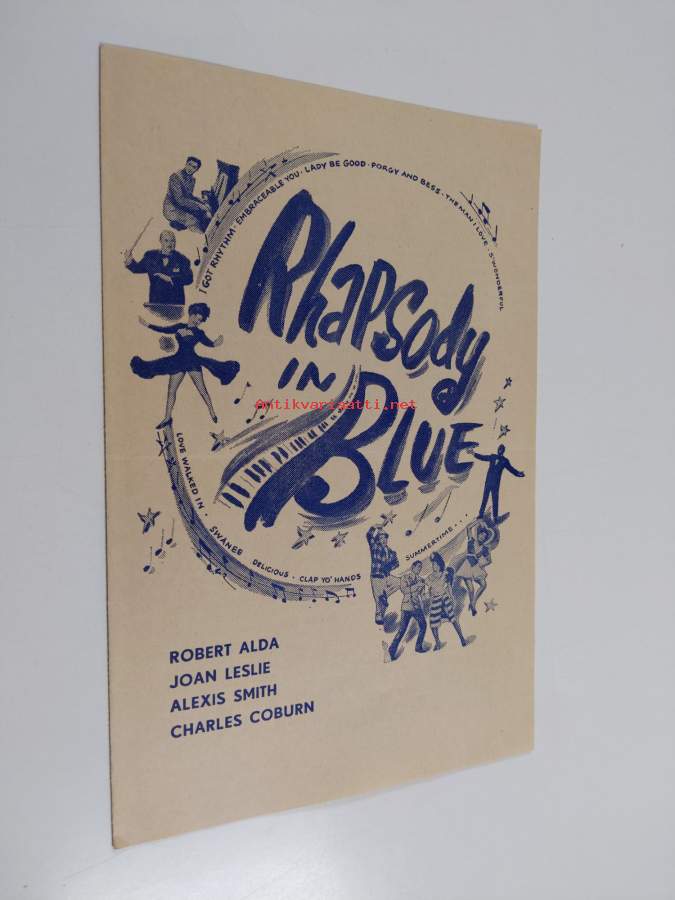 I GOT RHYTHM · EMBRACEABLE YOU · LADY BE GOOD · PORGY AND BESS · THE MAN I LOVE · S'WONDERFUL
Rhapsody
IN
BLUE
Antikvariaatti.net
LOVE WALKED IN · SWANEE DELICIOUS · CLAP YO' HANDS SUMMERTIME...
ROBERT ALDA
JOAN LESLIE
ALEXIS SMITH
CHARLES COBURN